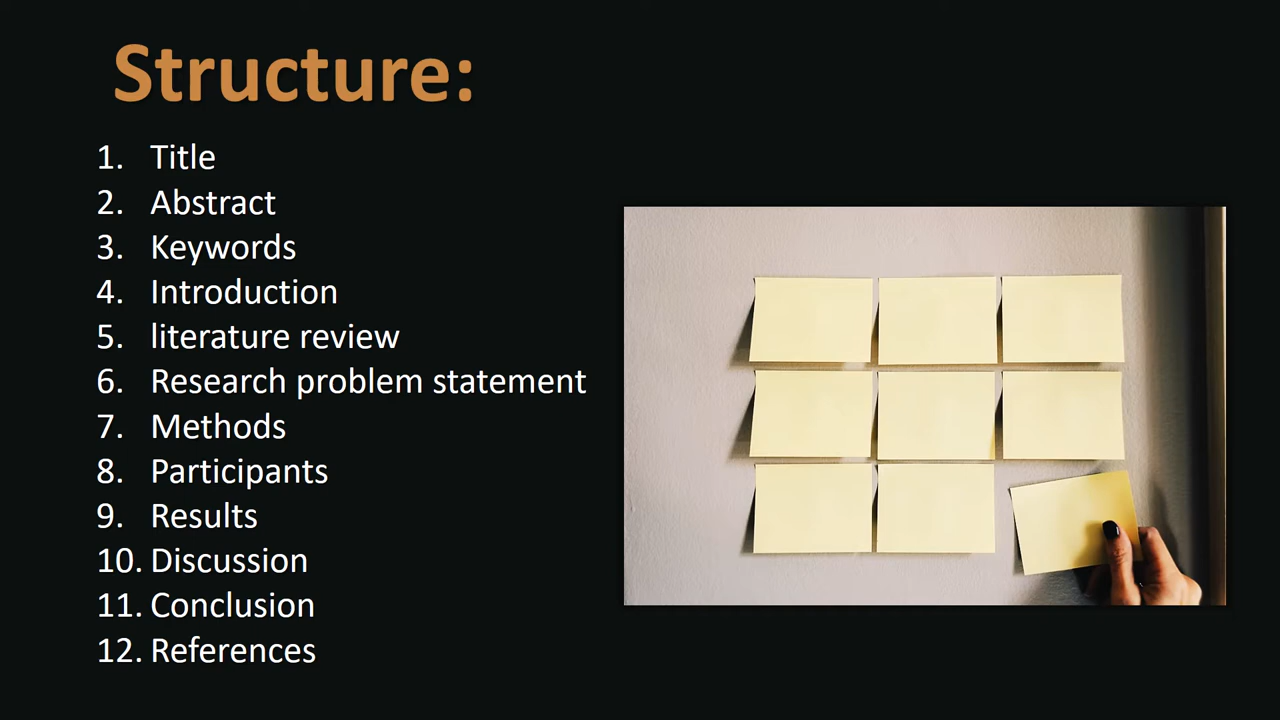 Structure:
1. Title
2. Abstract
3. Keywords
4. Introduction
5. literature review
6. Research problem statement
7. Methods
8. Participants
9. Results
10. Discussion
11. Conclusion
12. References